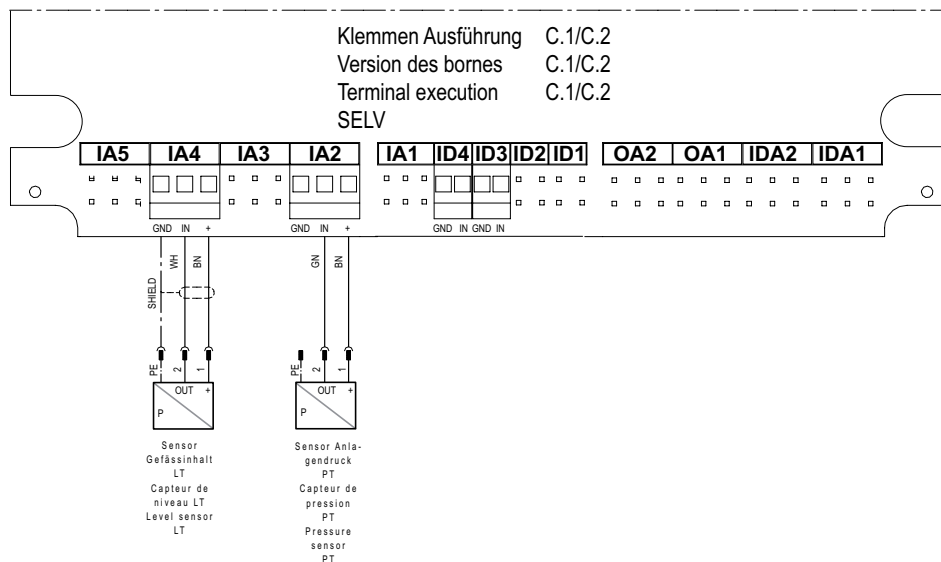 Klemmen Ausführung C.1/C.2
Version des bornes C.1/C.2
Terminal execution C.1/C.2
SELV
IA5 IA4 IA3 IA2 IA1 ID4 ID3 ID2 ID1 OA2 OA1 IDA2 IDA1
GND IN + GND IN + GND IN GND IN
SHIELD WH BN GN BN
PE 2 1 PE 2 1
OUT + OUT +
P P
Sensor
Gefässinhalt
LT
Capteur de
niveau LT
Level sensor
LT
Sensor Anla-
gendruck
PT
Capteur de
pression
PT
Pressure
sensor
PT